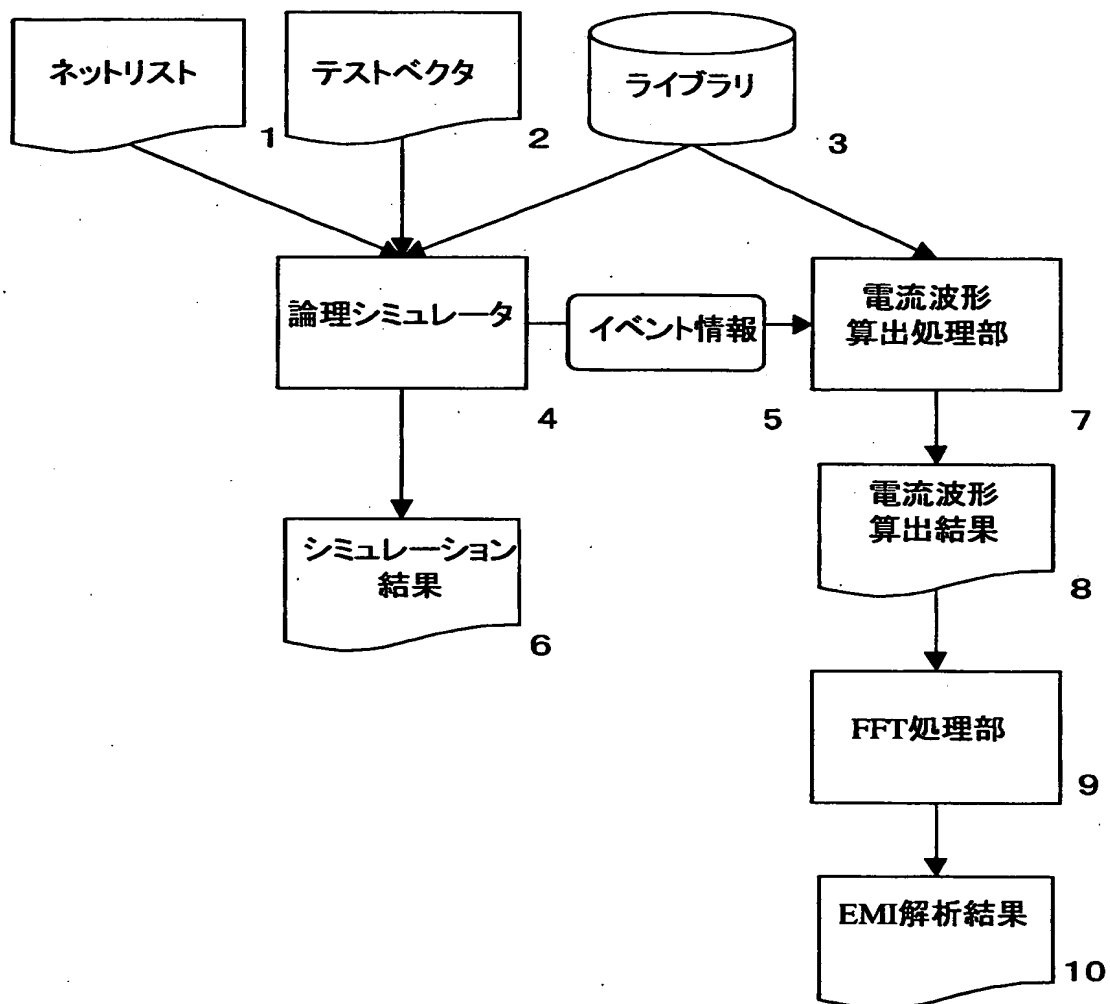 ネットリスト
1
テストベクタ
2
ライブラリ
3
論理シミュレータ
4
イベント情報
5
電流波形
算出処理部
7
シミュレーション
結果
6
電流波形
算出結果
8
FFT処理部
9
EMI解析結果
10